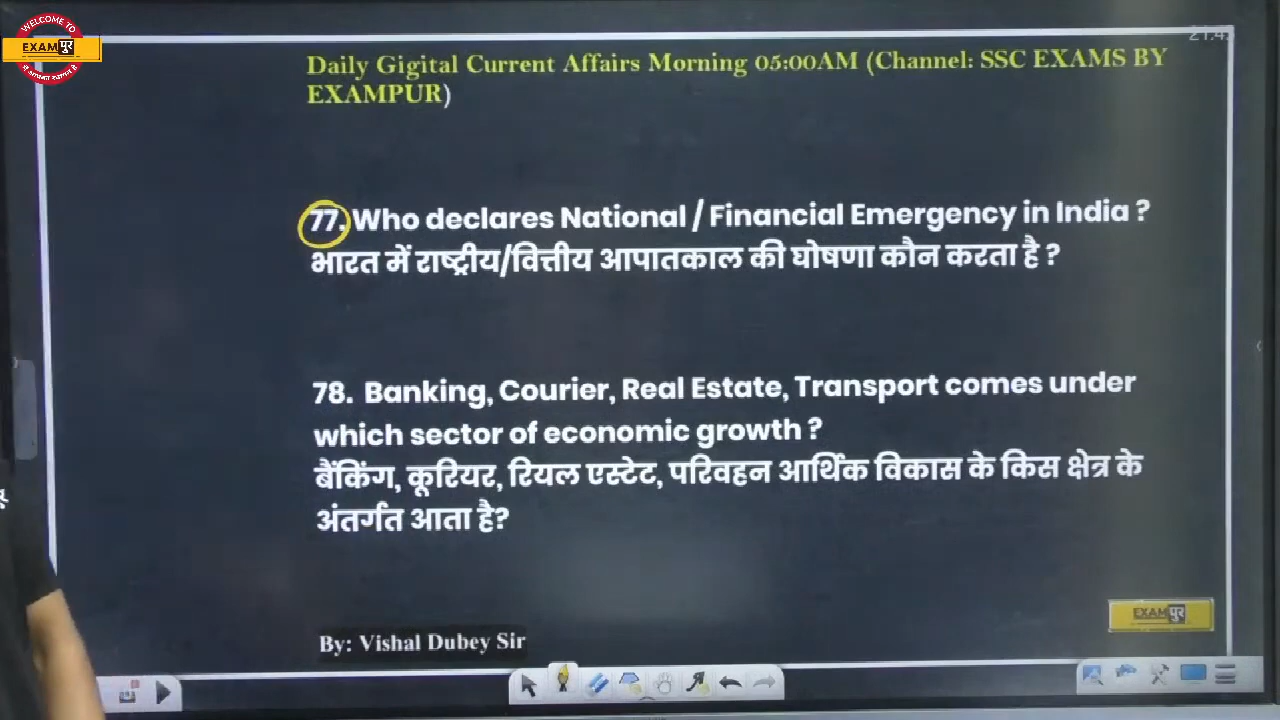 WELCOME TO
EXAMपुर
Daily Gigital Current Affairs Morning 05:00AM (Channel: SSC EXAMS BY
EXAMPUR)
77. Who declares National / Financial Emergency in India ?
भारत में राष्ट्रीय/वित्तीय आपातकाल की घोषणा कौन करता है ?
78. Banking, Courier, Real Estate, Transport comes under
which sector of economic growth ?
बैंकिंग, कूरियर, रियल एस्टेट, परिवहन आर्थिक विकास के किस क्षेत्र के
अंतर्गत आता है?
EXAMपुर
By: Vishal Dubey Sir